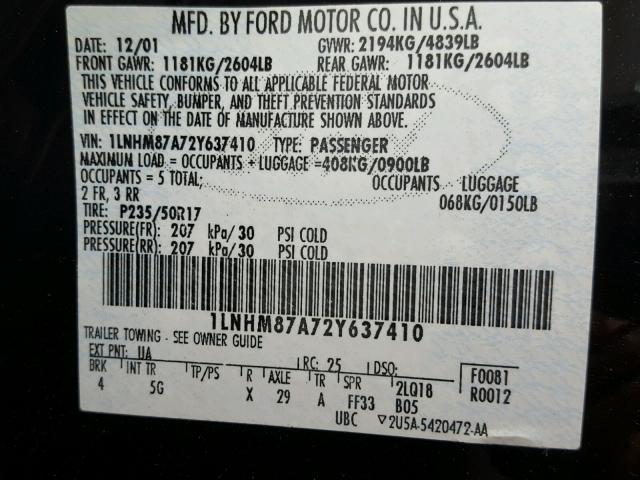 MFD. BY FORD MOTOR CO. IN U.S.A.
DATE: 12/01 GVWR: 2194KG/4839LB
FRONT GAWR: 1181KG/2604LB REAR GAWR: 1181KG/2604LB
THIS VEHICLE CONFORMS TO ALL APPLICABLE FEDERAL MOTOR
VEHICLE SAFETY, BUMPER, AND THEFT PREVENTION STANDARDS
IN EFFECT ON THE DATE OF MANUFACTURE SHOWN ABOVE.
VIN: 1LNHM87A72Y637410 TYPE: PASSENGER
MAXIMUM LOAD = OCCUPANTS + LUGGAGE =408KG/0900LB
OCCUPANTS = 5 TOTAL; OCCUPANTS LUGGAGE
2 FR, 3 RR 068KG/0150LB
TIRE: P235/50R17
PRESSURE(FR): 207 kPa/30 PSI COLD
PRESSURE(RR): 207 kPa/30 PSI COLD
1LNHM87A72Y637410
TRAILER TOWING - SEE OWNER GUIDE
EXT PNT: UA RC: 25 DSO: F0081
BRK INT TR TP/PS R AXLE TR SPR 2LQ18 R0012
4 5G X 29 A FF33 B05
UBC ▽2U5A-5420472-AA